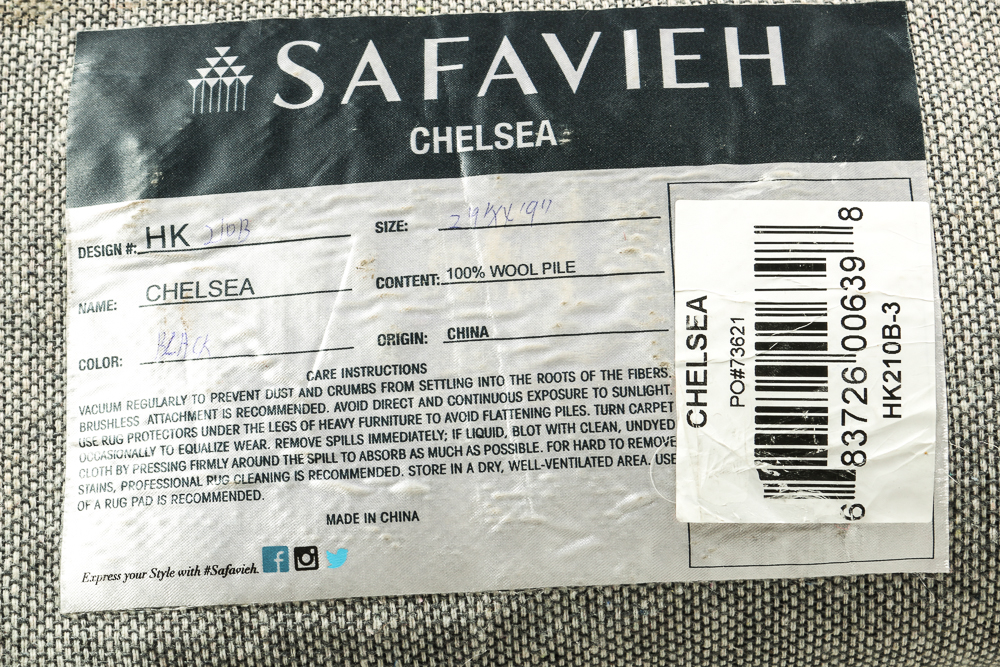 SAFAVIEH
CHELSEA
DESIGN #: HK 210B
SIZE:
NAME: CHELSEA
CONTENT: 100% WOOL PILE
COLOR: BLACK
ORIGIN: CHINA
CARE INSTRUCTIONS
VACUUM REGULARLY TO PREVENT DUST AND CRUMBS FROM SETTLING INTO THE ROOTS OF THE FIBERS.
BRUSHLESS ATTACHMENT IS RECOMMENDED. AVOID DIRECT AND CONTINUOUS EXPOSURE TO SUNLIGHT.
USE RUG PROTECTORS UNDER THE LEGS OF HEAVY FURNITURE TO AVOID FLATTENING PILES. TURN CARPET
OCCASIONALLY TO EQUALIZE WEAR. REMOVE SPILLS IMMEDIATELY; IF LIQUID, BLOT WITH CLEAN, UNDYED
CLOTH BY PRESSING FIRMLY AROUND THE SPILL TO ABSORB AS MUCH AS POSSIBLE. FOR HARD TO REMOVE
STAINS, PROFESSIONAL RUG CLEANING IS RECOMMENDED. STORE IN A DRY, WELL-VENTILATED AREA. USE
OF A RUG PAD IS RECOMMENDED.
MADE IN CHINA
Express your Style with #Safavieh.
CHELSEA
PO#73621
6 83726 00639 8
HK210B-3